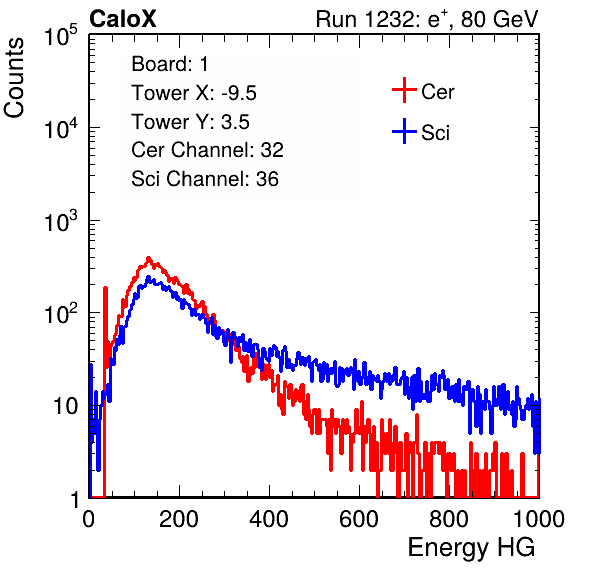 CaloX Run 1232: e⁺, 80 GeV
Counts
Board: 1
Tower X: -9.5
Tower Y: 3.5
Cer Channel: 32
Sci Channel: 36
Cer
Sci
10⁵
10⁴
10³
10²
10
1
0 200 400 600 800 1000
Energy HG